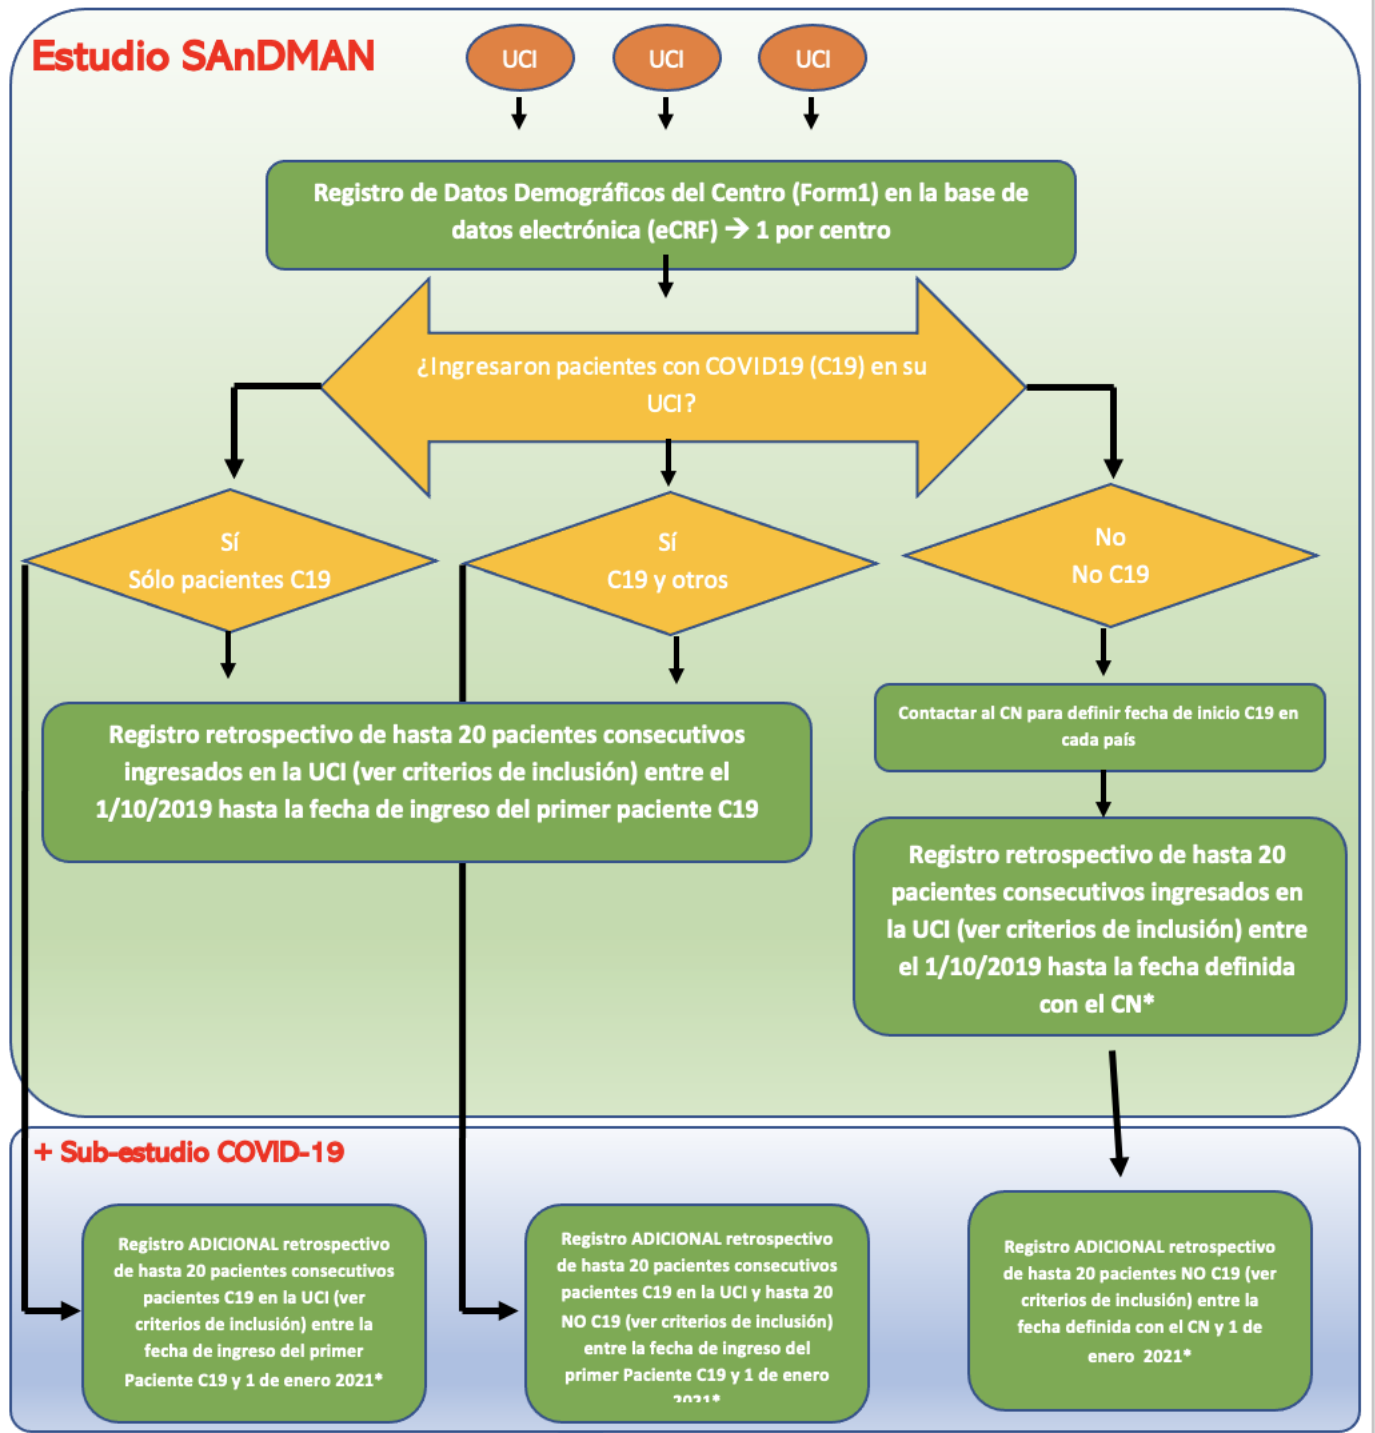 Estudio SAnDMAN
UCI
UCI
UCI
Registro de Datos Demográficos del Centro (Form1) en la base de
datos electrónica (eCRF) → 1 por centro
¿Ingresaron pacientes con COVID19 (C19) en su
UCI?
Sí
Sólo pacientes C19
Sí
C19 y otros
No
No C19
Registro retrospectivo de hasta 20 pacientes consecutivos
ingresados en la UCI (ver criterios de inclusión) entre el
1/10/2019 hasta la fecha de ingreso del primer paciente C19
Contactar al CN para definir fecha de inicio C19 en
cada país
Registro retrospectivo de hasta 20
pacientes consecutivos ingresados en
la UCI (ver criterios de inclusión) entre
el 1/10/2019 hasta la fecha definida
con el CN*
+ Sub-estudio COVID-19
Registro ADICIONAL retrospectivo
de hasta 20 pacientes consecutivos
pacientes C19 en la UCI (ver
criterios de inclusión) entre la
fecha de ingreso del primer
Paciente C19 y 1 de enero 2021*
Registro ADICIONAL retrospectivo
de hasta 20 pacientes consecutivos
pacientes C19 en la UCI y hasta 20
NO C19 (ver criterios de inclusión)
entre la fecha de ingreso del
primer Paciente C19 y 1 de enero
2021*
Registro ADICIONAL retrospectivo
de hasta 20 pacientes NO C19 (ver
criterios de inclusión) entre la
fecha definida con el CN y 1 de
enero 2021*